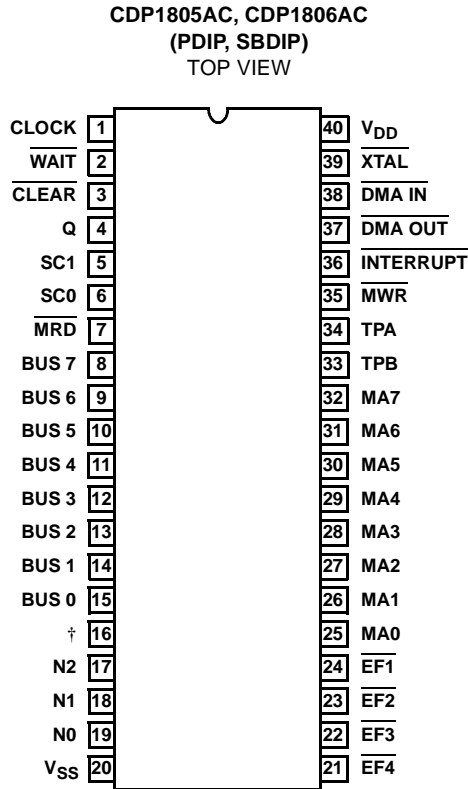 CDP1805AC, CDP1806AC
(PDIP, SBDIP)
TOP VIEW
CLOCK 1 40 VDD
WAIT 2 39 XTAL
CLEAR 3 38 DMA IN
Q 4 37 DMA OUT
SC1 5 36 INTERRUPT
SC0 6 35 MWR
MRD 7 34 TPA
BUS 7 8 33 TPB
BUS 6 9 32 MA7
BUS 5 10 31 MA6
BUS 4 11 30 MA5
BUS 3 12 29 MA4
BUS 2 13 28 MA3
BUS 1 14 27 MA2
BUS 0 15 26 MA1
† 16 25 MA0
N2 17 24 EF1
N1 18 23 EF2
N0 19 22 EF3
VSS 20 21 EF4